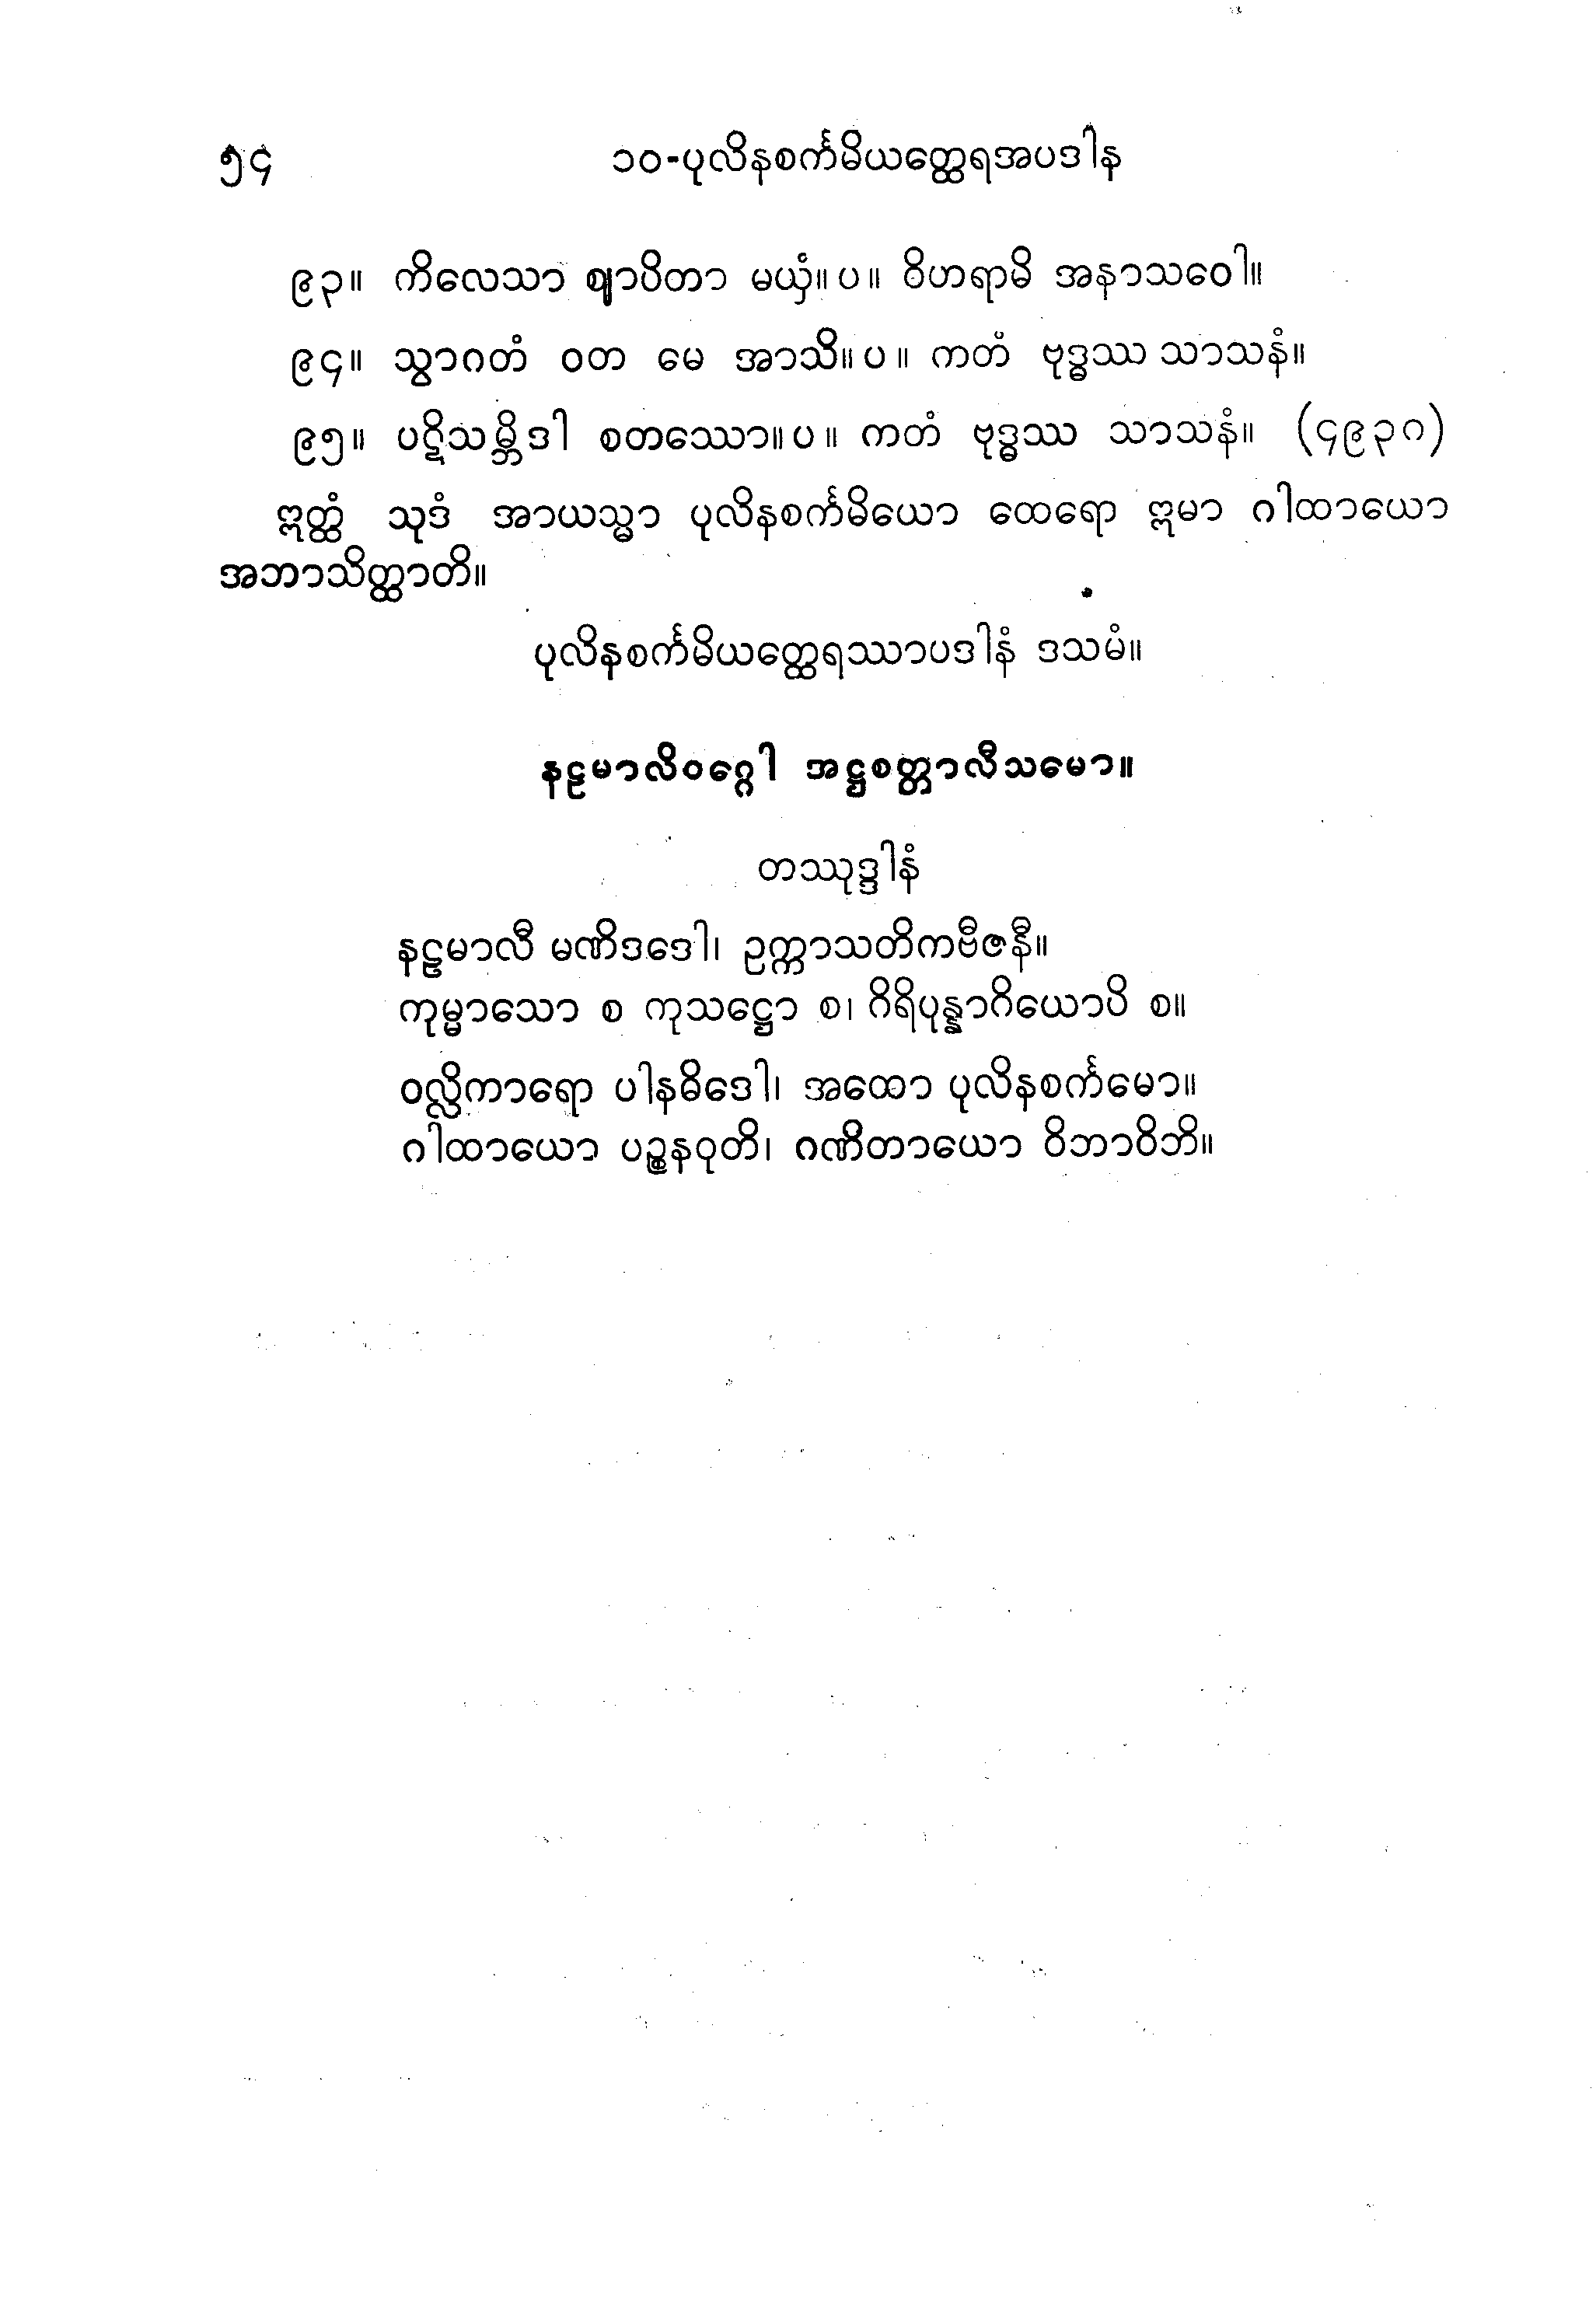 ၅၄ ၁၀-ပုလိနစင်္ကမိယတ္ထေရအပဒါန
၉၃။ ကိလေသာ ဈာပိတာ မယှံ။ပ။ ဝိဟရာမိ အနာသဝေါ။
၉၄။ သွာဂတံ ဝတ မေ အာသိ။ပ။ ကတံ ဗုဒ္ဓဿ သာသနံ။
၉၅။ ပဋိသမ္ဘိဒါ စတဿော။ပ။ ကတံ ဗုဒ္ဓဿ သာသနံ။ (၄၉၃ဂ)
ဣတ္ထံ သုဒံ အာယသ္မာ ပုလိနစင်္ကမိယော ထေရော ဣမာ ဂါထာယော
အဘာသိတ္ထာတိ။
ပုလိနစင်္ကမိယတ္ထေရဿာပဒါနံ ဒသမံ။
နဠမာလိဝဂ္ဂေါ အဋ္ဌစတ္တာလီသမော။
တဿုဒ္ဒါနံ
နဠမာလီ မဏိဒဒေါ၊ ဥက္ကာသတိကဗီဇနီ။
ကုမ္မာသော စ ကုသဋ္ဌော စ၊ ဂိရိပုန္နာဂိယောပိ စ။
ဝလ္လိကာရော ပါနဓိဒေါ၊ အထော ပုလိနစင်္ကမော။
ဂါထာယော ပဉ္စနဝုတိ၊ ဂဏိတာယော ဝိဘာဝိဘိ။